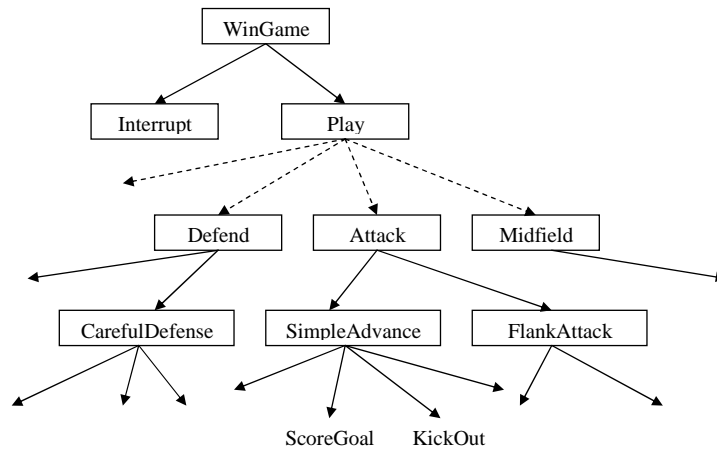 WinGame
Interrupt Play
Defend Attack Midfield
CarefulDefense SimpleAdvance FlankAttack
ScoreGoal KickOut